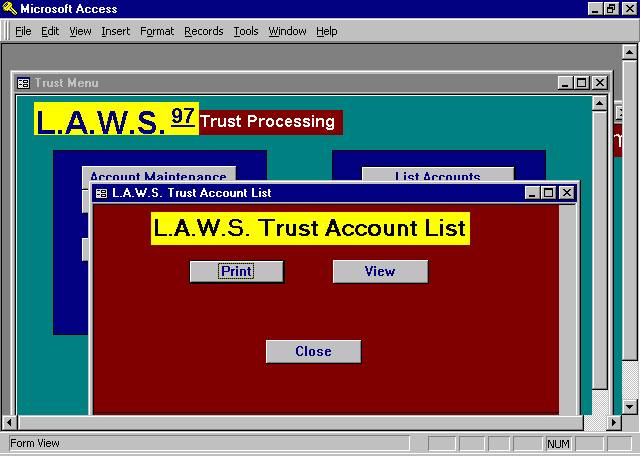 Microsoft Access
File Edit View Insert Format Records Tools Window Help
Trust Menu
L.A.W.S. 97 Trust Processing
Account Maintenance List Accounts
L.A.W.S. Trust Account List
L.A.W.S. Trust Account List
Print View
Close
Form View NUM